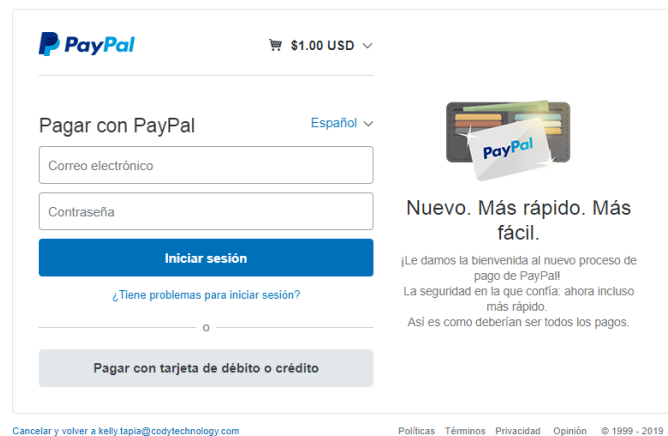 PayPal
$1.00 USD
Pagar con PayPal
Español
Correo electrónico
Contraseña
Iniciar sesión
¿Tiene problemas para iniciar sesión?
o
Pagar con tarjeta de débito o crédito
PayPal
Nuevo. Más rápido. Más
fácil.
¡Le damos la bienvenida al nuevo proceso de
pago de PayPal!
La seguridad en la que confía: ahora incluso
más rápido.
Así es como deberían ser todos los pagos.
Cancelar y volver a kelly.tapia@codytechnology.com
Políticas Términos Privacidad Opinión © 1999 - 2019